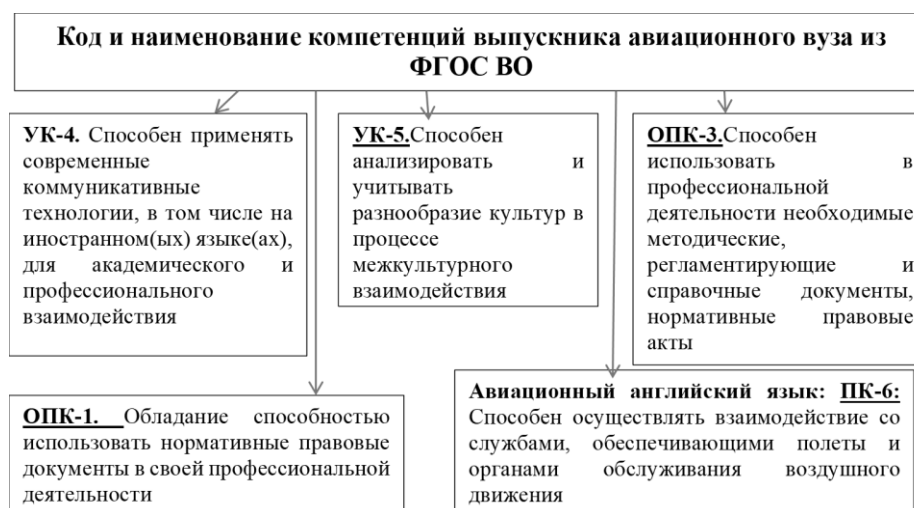 Код и наименование компетенций выпускника авиационного вуза из
ФГОС ВО
УК-4. Способен применять
современные
коммуникативные
технологии, в том числе на
иностранном(ых) языке(ах),
для академического и
профессионального
взаимодействия
УК-5.Способен
анализировать и
учитывать
разнообразие культур в
процессе
межкультурного
взаимодействия
ОПК-3.Способен
использовать в
профессиональной
деятельности необходимые
методические,
регламентирующие и
справочные документы,
нормативные правовые
акты
ОПК-1. Обладание способностью
использовать нормативные правовые
документы в своей профессиональной
деятельности
Авиационный английский язык: ПК-6:
Способен осуществлять взаимодействие со
службами, обеспечивающими полеты и
органами обслуживания воздушного
движения